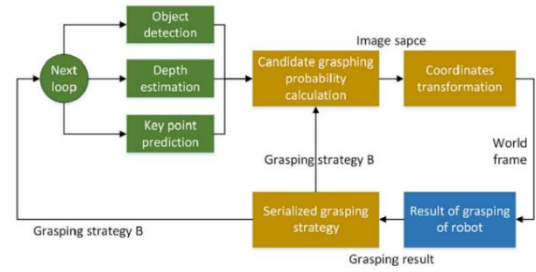 Object
detection
Next
loop
Depth
estimation
Key point
prediction
Candidate grasphing
probability
calculation
Image sapce
Coordinates
transformation
World
frame
Grasping strategy B
Serialized grasping
strategy
Result of grasping
of robot
Grasping strategy B
Grasping result